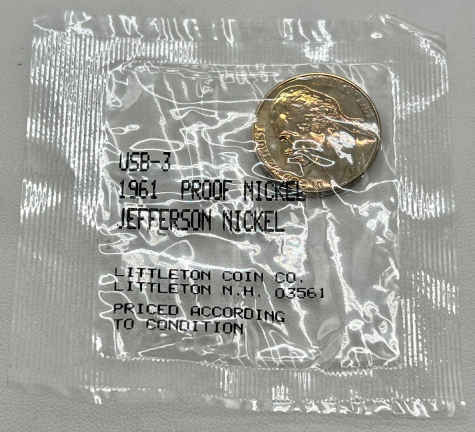 USB-3
1961 PROOF NICKEL
JEFFERSON NICKEL
LITTLETON COIN CO.
LITTLETON N.H. 03561
PRICED ACCORDING
TO CONDITION